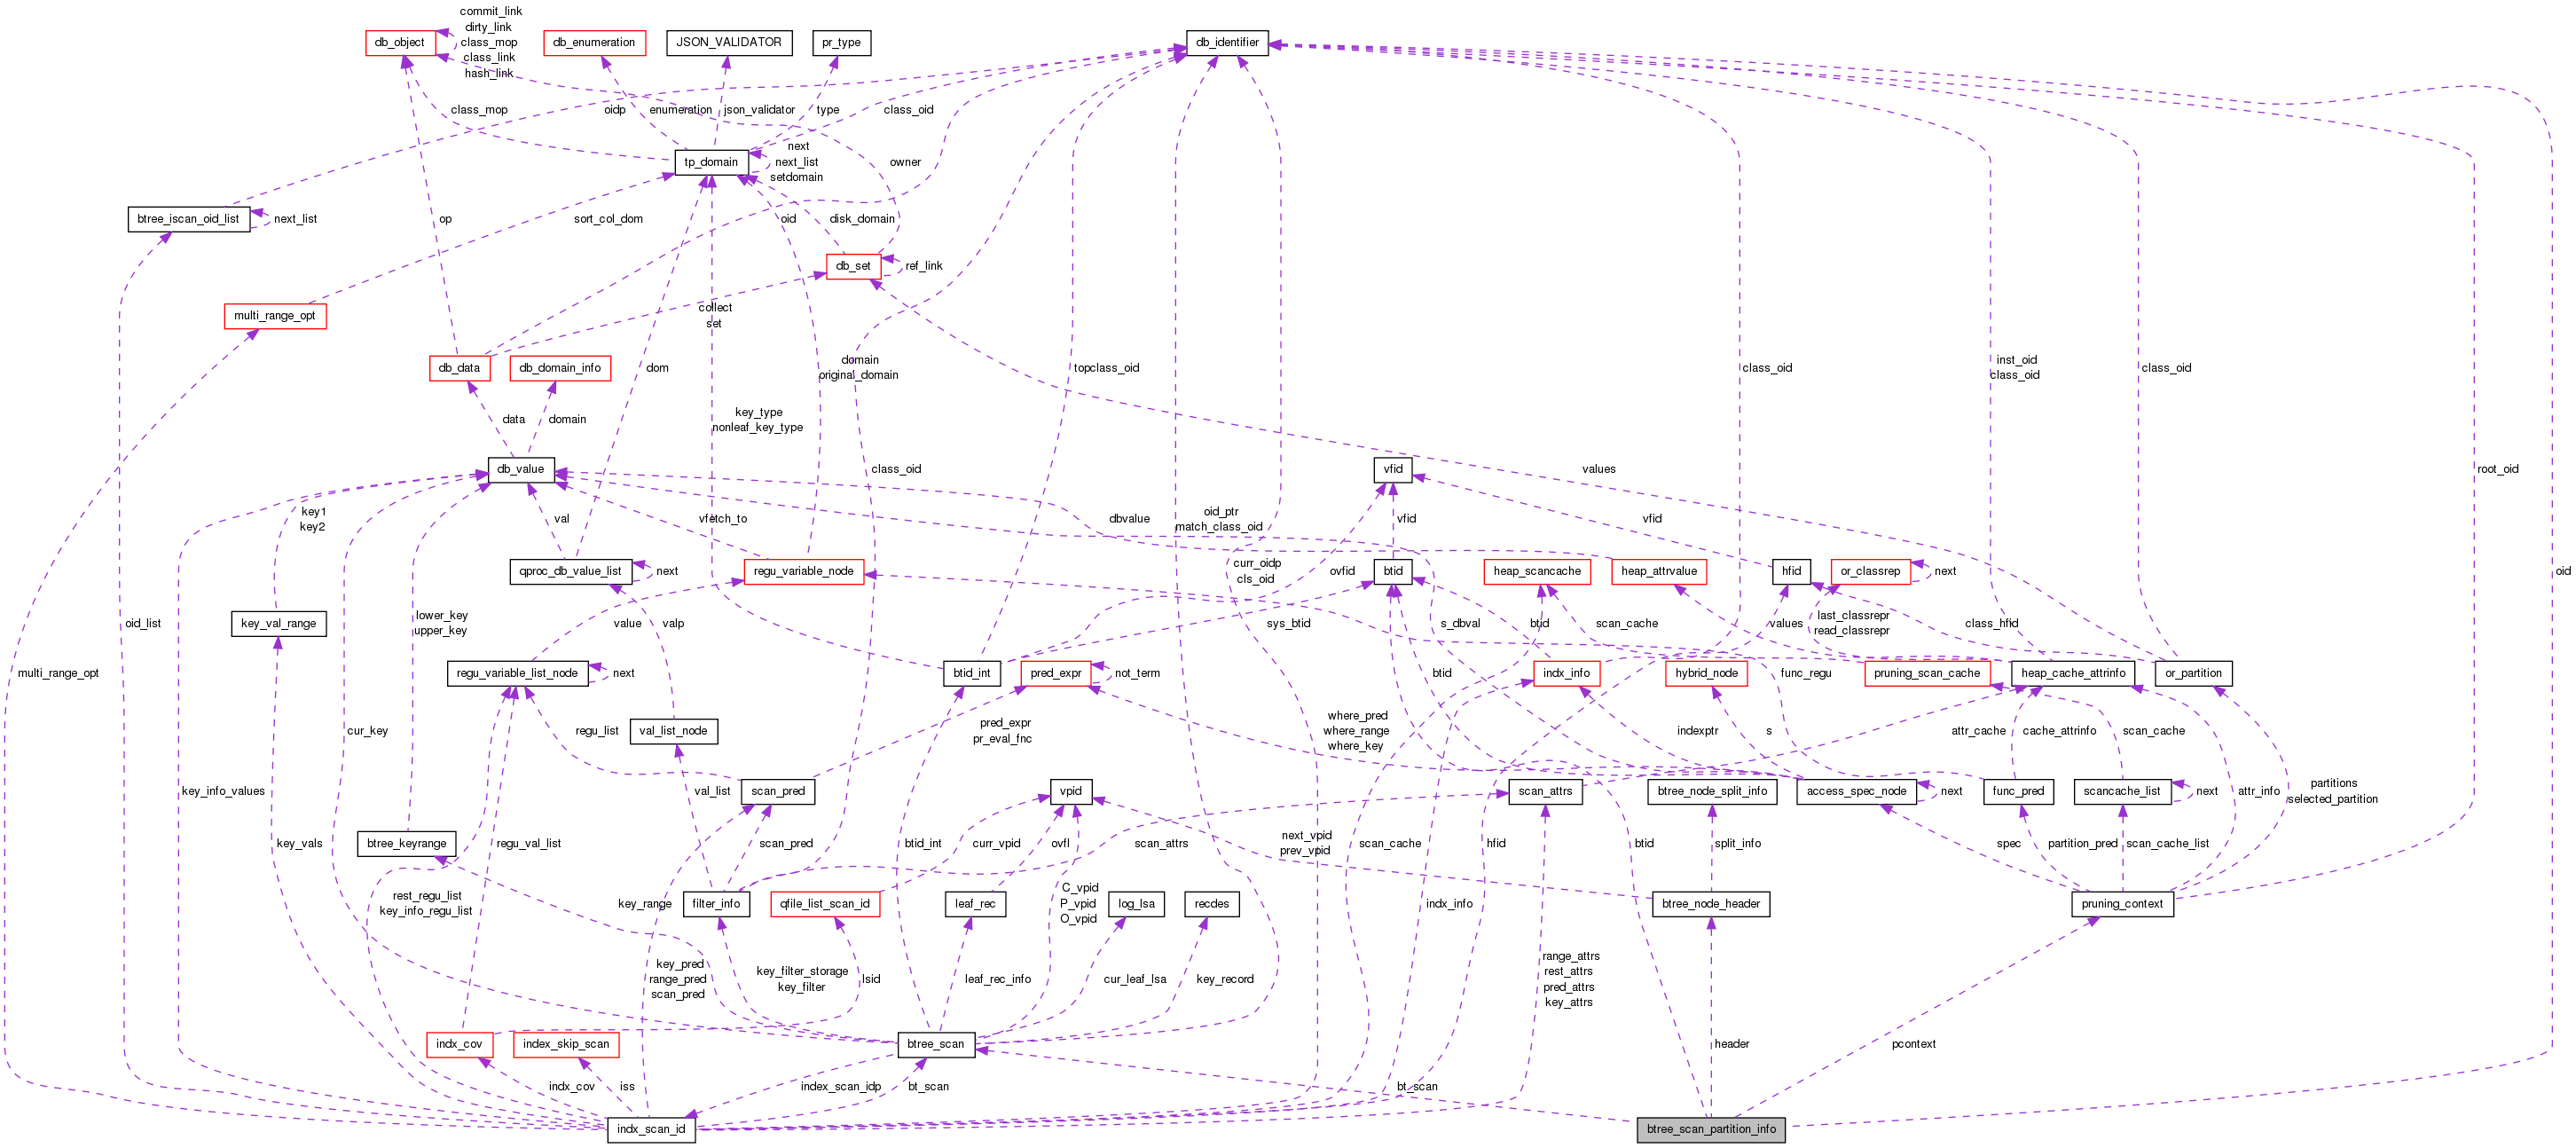 commit_link
dirty_link
class_mop
class_link
hash_link
db_object
db_enumeration
JSON_VALIDATOR
pr_type
db_identifier
class_mop
oidp
enumeration
json_validator
type
class_oid
next
next_list
setdomain
tp_domain
owner
btree_iscan_oid_list
next_list
op
sort_col_dom
oid
disk_domain
db_set
ref_link
multi_range_opt
collect
set
db_data
db_domain_info
dom
domain
original_domain
topclass_oid
class_oid
inst_oid
class_oid
class_oid
data
domain
key_type
nonleaf_key_type
db_value
class_oid
vfid
values
root_oid
key1
key2
val
vfetch_to
dbvalue
oid_ptr
match_class_oid
vfid
vfid
qproc_db_value_list
next
regu_variable_node
curr_oidp
cls_oid
ovfid
btid
heap_scancache
heap_attrvalue
hfid
or_classrep
next
oid
key_val_range
oid_list
lower_key
upper_key
value
valp
sys_btid
s_dbval
btid
scan_cache
values
last_classrepr
read_classrepr
class_hfid
multi_range_opt
regu_variable_list_node
next
btid_int
pred_expr
not_term
btid
indx_info
hybrid_node
func_regu
pruning_scan_cache
heap_cache_attrinfo
or_partition
cur_key
regu_list
val_list_node
pred_expr
pr_eval_fnc
where_pred
where_range
where_key
indexptr
s
attr_cache
cache_attrinfo
scan_cache
key_info_values
val_list
scan_pred
vpid
scan_attrs
btree_node_split_info
access_spec_node
next
func_pred
scancache_list
next
attr_info
partitions
selected_partition
btree_keyrange
key_vals
regu_val_list
scan_pred
btid_int
curr_vpid
ovfl
scan_attrs
next_vpid
prev_vpid
scan_cache
hfid
btid
split_info
spec
partition_pred
scan_cache_list
rest_regu_list
key_info_regu_list
key_range
filter_info
qfile_list_scan_id
leaf_rec
C_vpid
P_vpid
O_vpid
log_lsa
recdes
indx_info
btree_node_header
pruning_context
key_pred
range_pred
scan_pred
key_filter_storage
key_filter
lsid
leaf_rec_info
cur_leaf_lsa
key_record
range_attrs
rest_attrs
pred_attrs
key_attrs
indx_cov
index_skip_scan
btree_scan
header
pcontext
indx_cov
iss
index_scan_idp
bt_scan
bt_scan
indx_scan_id
btree_scan_partition_info